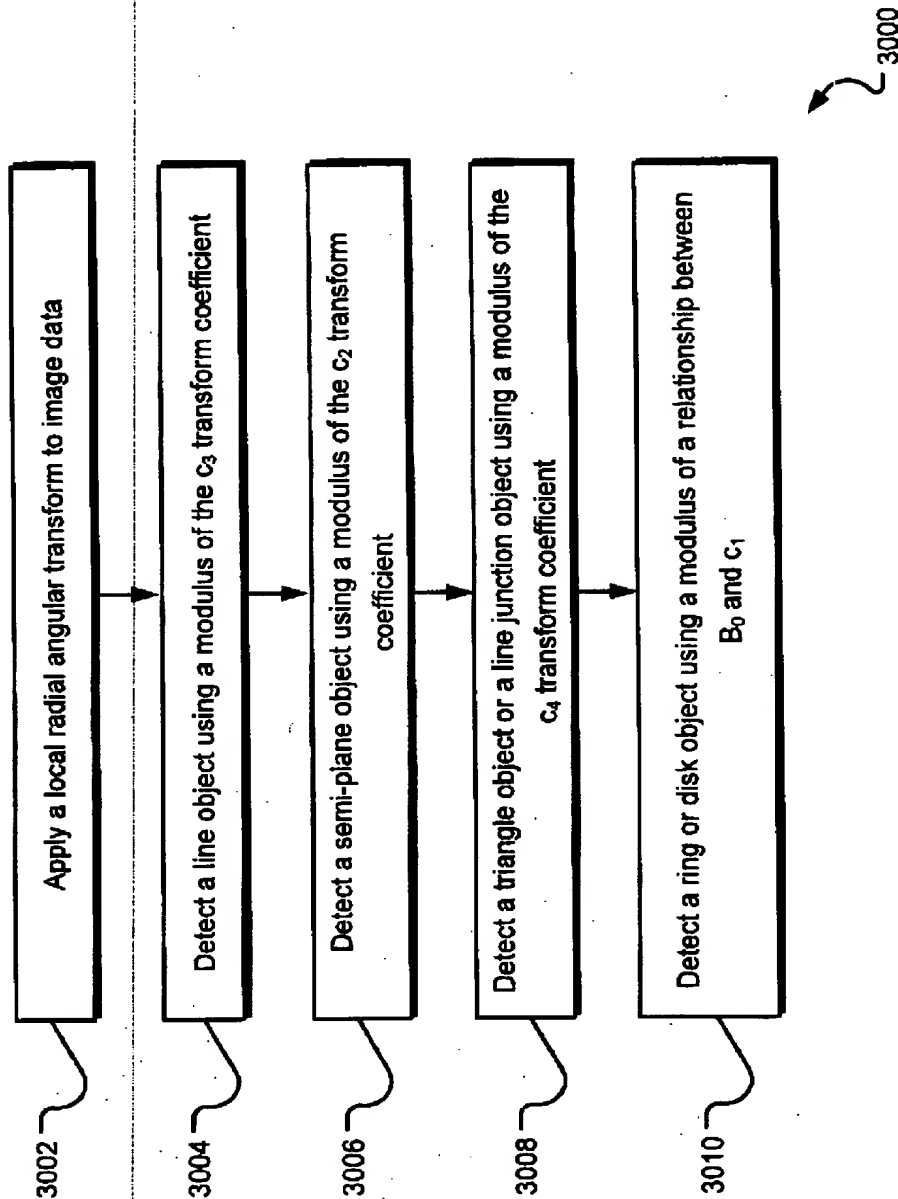 3002
Apply a local radial angular transform to image data
3004
Detect a line object using a modulus of the c₃ transform coefficient
3006
Detect a semi-plane object using a modulus of the c₂ transform
coefficient
3008
Detect a triangle object or a line junction object using a modulus of the
c₄ transform coefficient
3010
Detect a ring or disk object using a modulus of a relationship between
B₀ and c₁
3000